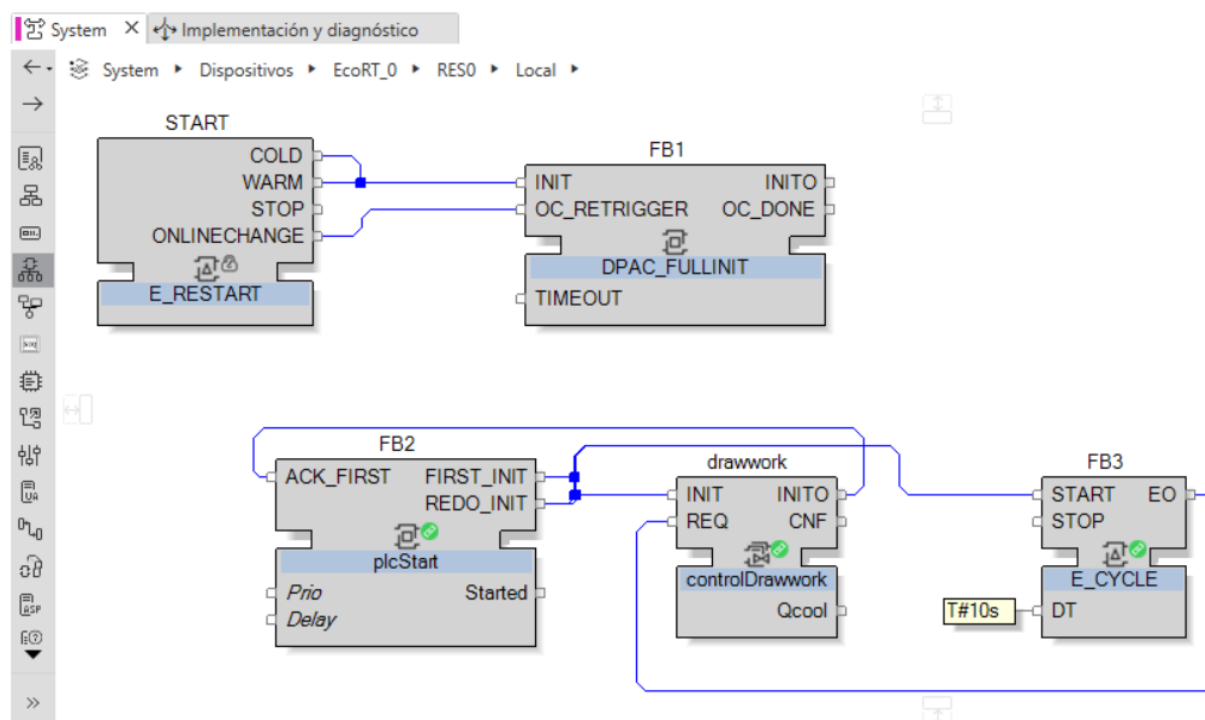 System × Implementación y diagnóstico
System ▸ Dispositivos ▸ EcoRT_0 ▸ RES0 ▸ Local ▸
START
COLD
WARM
STOP
ONLINECHANGE
E_RESTART
FB1
INIT INITO
OC_RETRIGGER OC_DONE
DPAC_FULLINIT
TIMEOUT
FB2
ACK_FIRST FIRST_INIT
REDO_INIT
plcStart
Prio Started
Delay
drawwork
INIT INITO
REQ CNF
controlDrawwork
Qcool
FB3
START EO
STOP
E_CYCLE
T#10s DT
UA
ASP